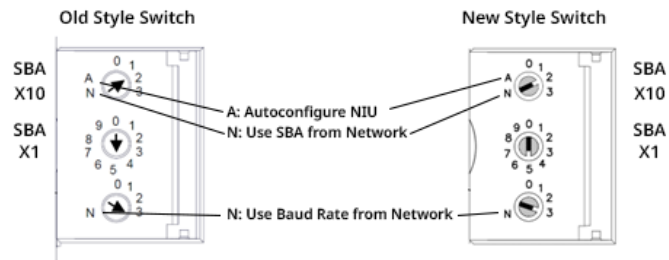 Old Style Switch
New Style Switch
SBA
X10
A
N
0
1
2
3
A: Autoconfigure NIU
N: Use SBA from Network
A
N
0
1
2
3
SBA
X10
SBA
X1
9
0
1
2
3
4
5
6
7
8
9
0
1
2
3
4
5
6
7
8
SBA
X1
N
0
1
2
3
N: Use Baud Rate from Network
N
0
1
2
3